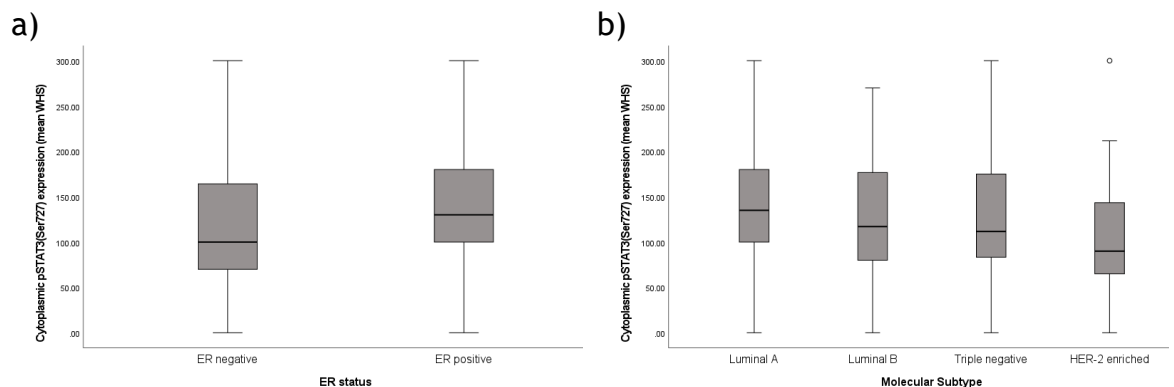 a)
Cytoplasmic pSTAT3(Ser727) expression (mean WHS)
300.00
250.00
200.00
150.00
100.00
50.00
.00
ER negative
ER positive
ER status
b)
Cytoplasmic pSTAT3(Ser727) expression (mean WHS)
300.00
250.00
200.00
150.00
100.00
50.00
.00
Luminal A
Luminal B
Triple negative
HER-2 enriched
Molecular Subtype